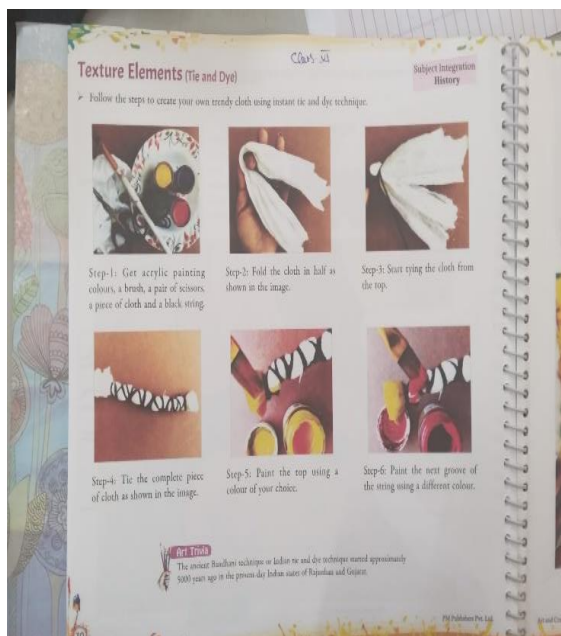 Class-XI
Texture Elements (Tie and Dye)
Subject Integration
History
➤ Follow the steps to create your own trendy cloth using instant tie and dye technique.
Step-1: Get acrylic painting
colours, a brush, a pair of scissors,
a piece of cloth and a black string.
Step-2: Fold the cloth in half as
shown in the image.
Step-3: Start tying the cloth from
the top.
Step-4: Tie the complete piece
of cloth as shown in the image.
Step-5: Paint the top using a
colour of your choice.
Step-6: Paint the next groove of
the string using a different colour.
Art Trivia
The ancient Bandhani technique or Indian tie and dye technique started approximately
5000 years ago in the present-day Indian states of Rajasthan and Gujarat.
Publishers Pvt. Ltd.
Art and